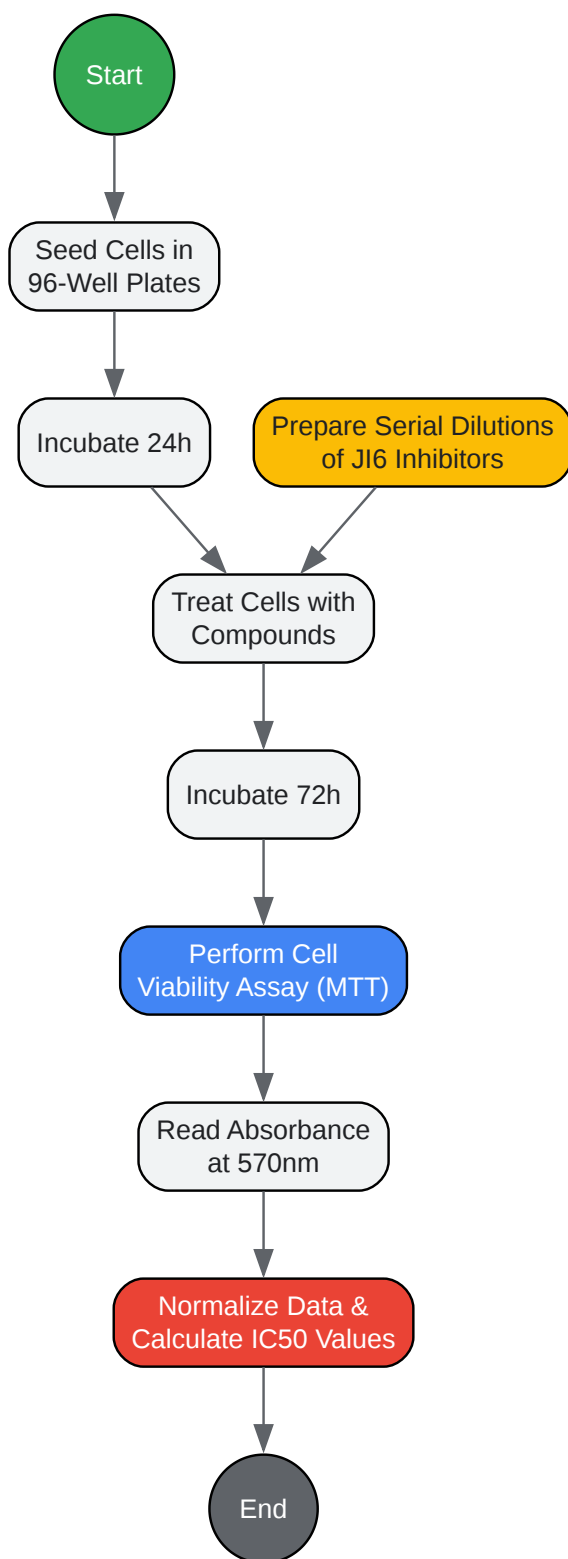 Start
Seed Cells in
96-Well Plates
Incubate 24h
Prepare Serial Dilutions
of JI6 Inhibitors
Treat Cells with
Compounds
Incubate 72h
Perform Cell
Viability Assay (MTT)
Read Absorbance
at 570nm
Normalize Data &
Calculate IC50 Values
End